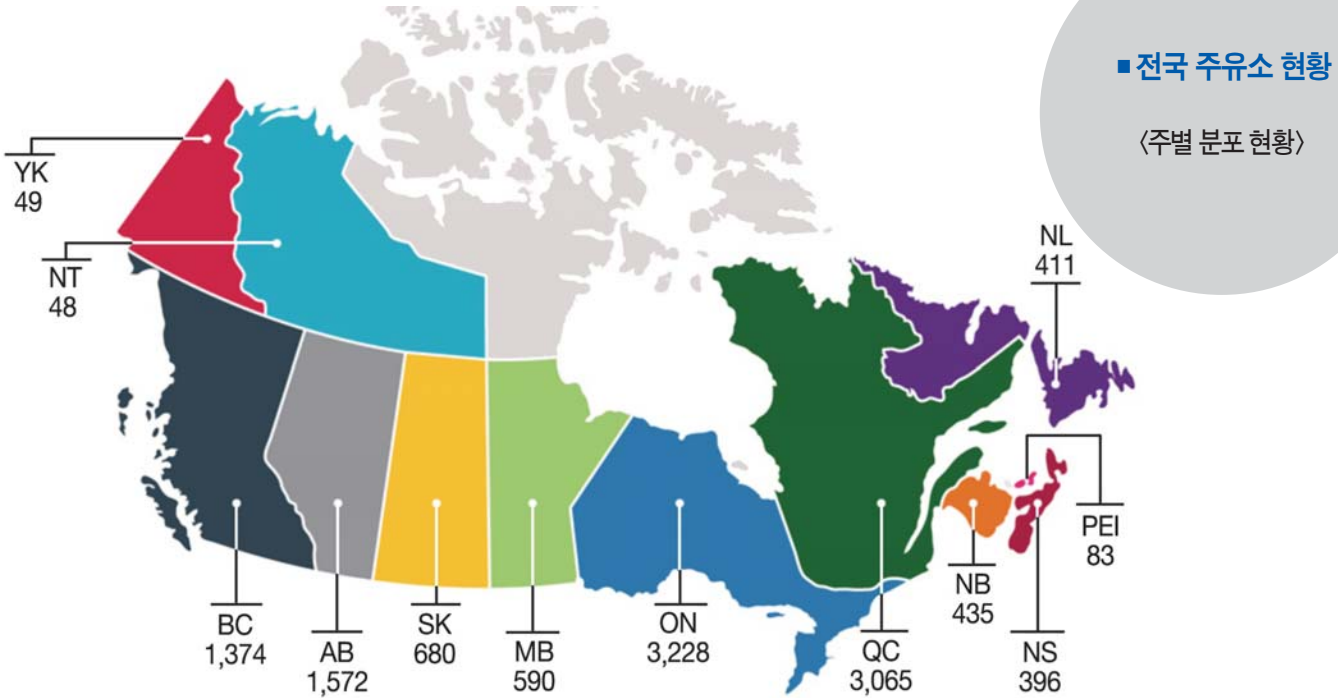 ■ 전국 주유소 현황
〈주별 분포 현황〉
YK
49
NT
48
NL
411
PEI
83
NB
435
BC
1,374
AB
1,572
SK
680
MB
590
ON
3,228
QC
3,065
NS
396